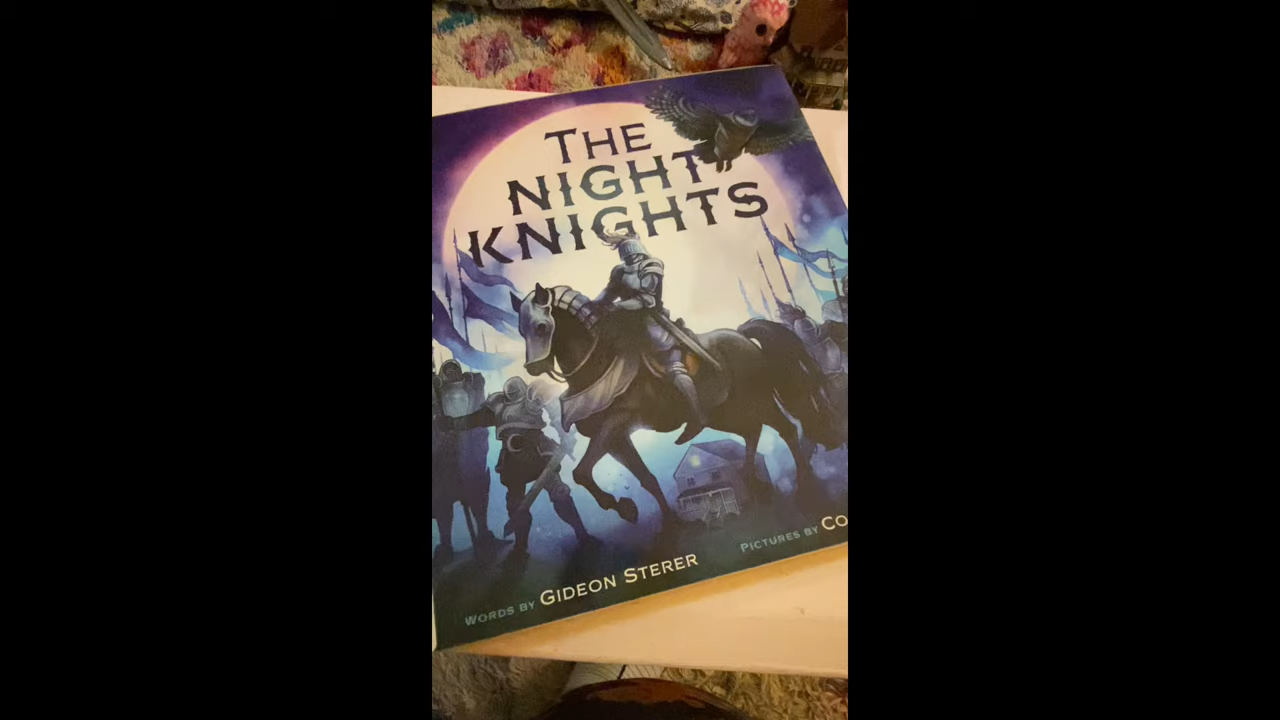 THE
NIGHT
KNIGHTS
WORDS BY GIDEON STERER
PICTURES BY CO